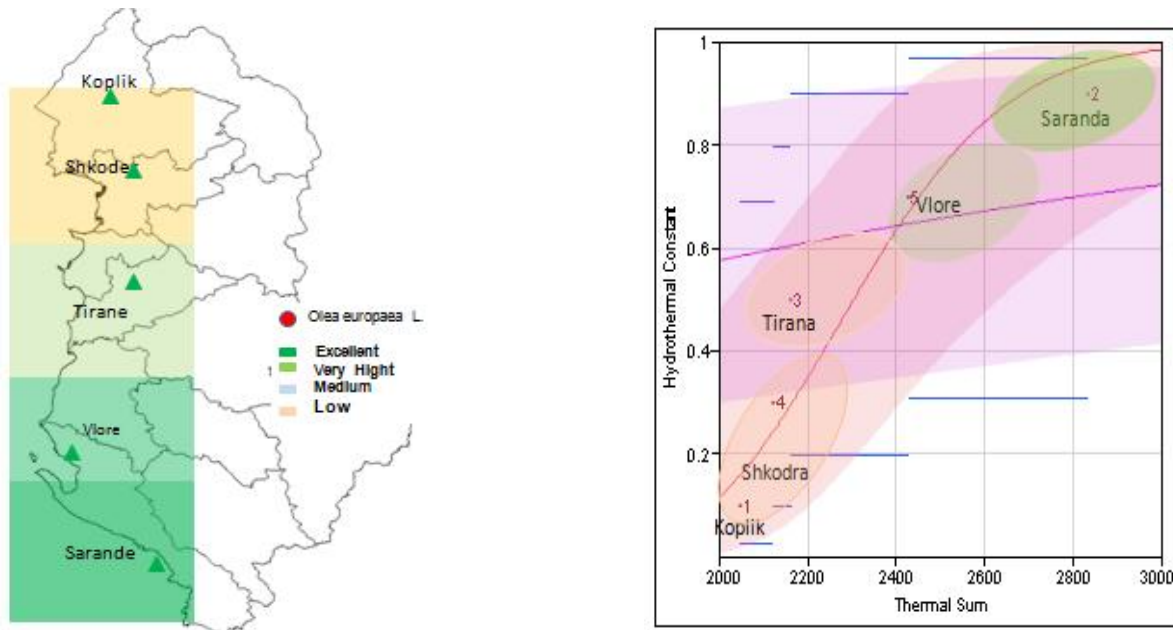 Koplik
Shkode
Tirane
Vlore
Sarande
Olea europaea L.
Excellent
Very Hight
1
Medium
Low
Hydrothermal Constant
1
0.8
0.6
0.4
0.2
2
Saranda
5
Vlore
3
Tirana
4
Shkodra
1
Koplik
2000 2200 2400 2600 2800 3000
Thermal Sum